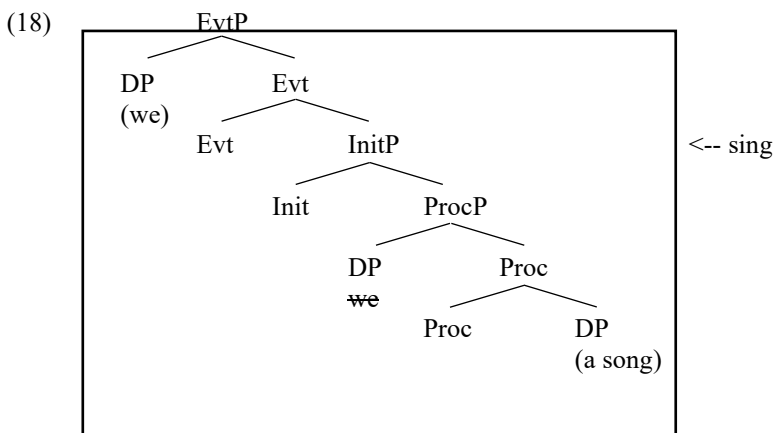 (18) EvtP
DP Evt
(we)
Evt InitP <-- sing
Init ProcP
DP Proc
we
Proc DP
(a song)